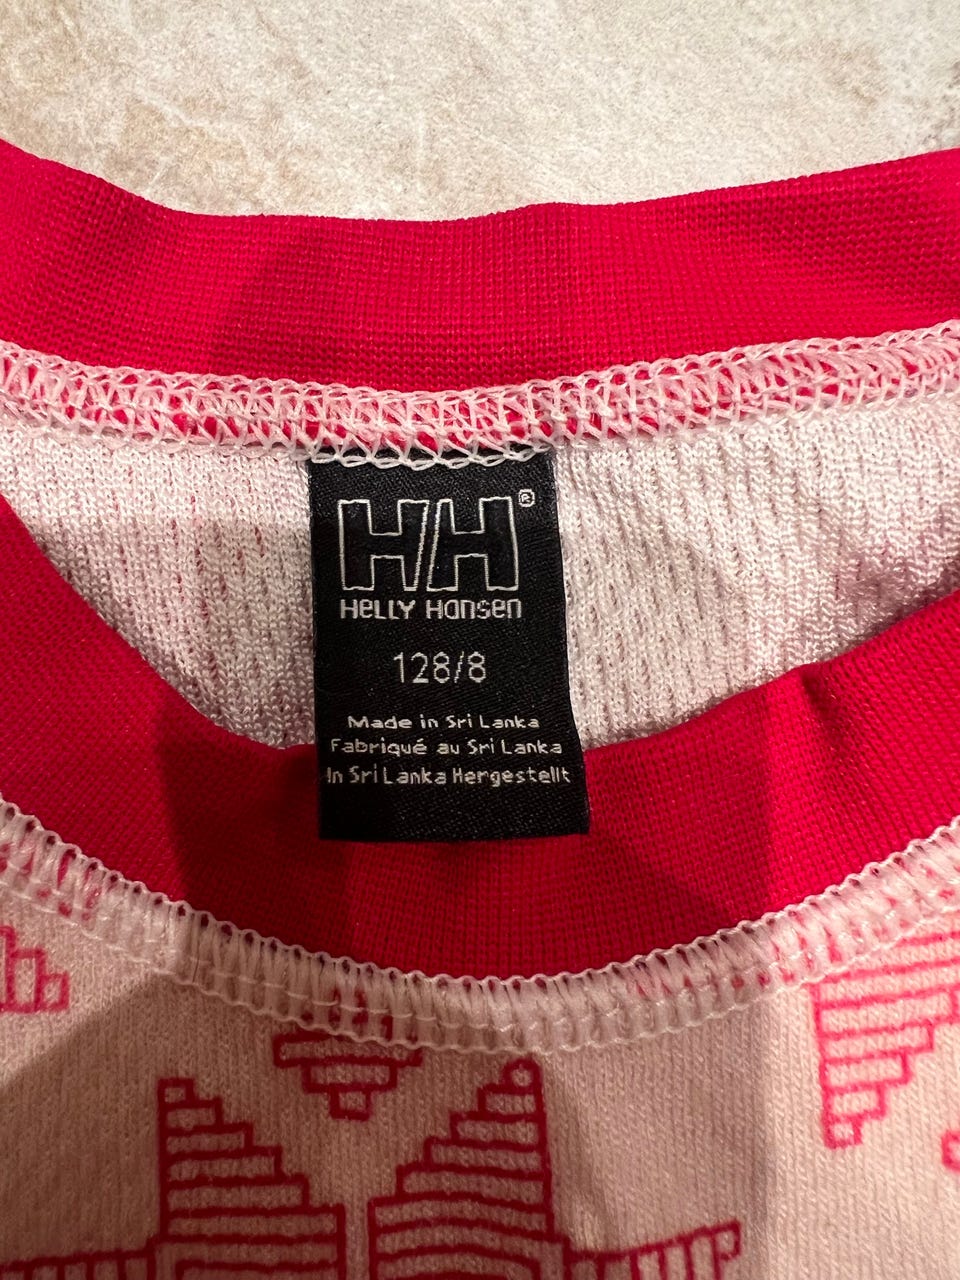 HH®
Helly Hansen
128/8
Made in Sri Lanka
Fabriqué au Sri Lanka
In Sri Lanka Hergestellt